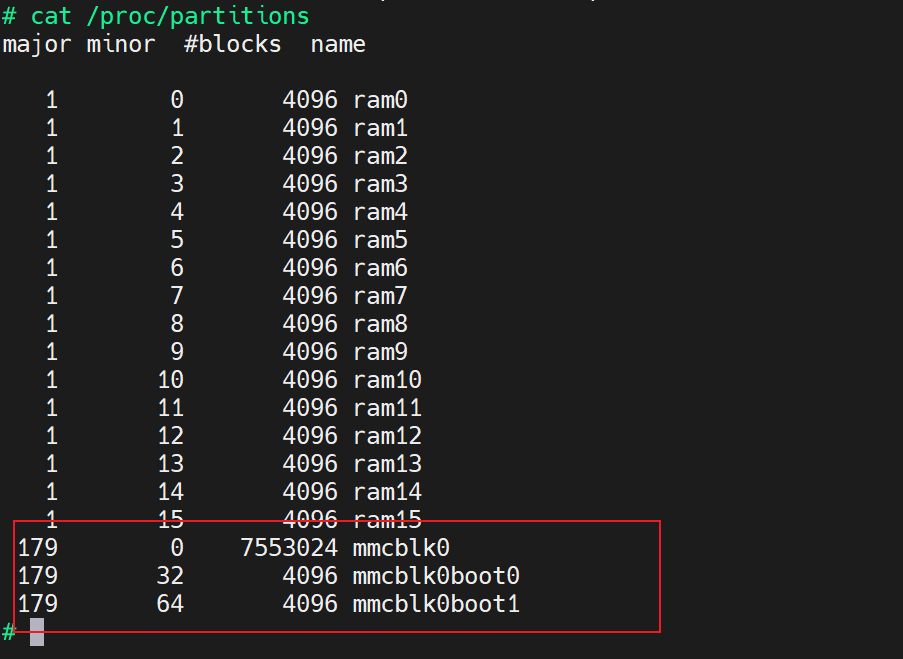 # cat /proc/partitions
major minor  #blocks  name
1        0       4096 ram0
1        1       4096 ram1
1        2       4096 ram2
1        3       4096 ram3
1        4       4096 ram4
1        5       4096 ram5
1        6       4096 ram6
1        7       4096 ram7
1        8       4096 ram8
1        9       4096 ram9
1       10       4096 ram10
1       11       4096 ram11
1       12       4096 ram12
1       13       4096 ram13
1       14       4096 ram14
1       15       4096 ram15
179        0    7553024 mmcblk0
179       32       4096 mmcblk0boot0
179       64       4096 mmcblk0boot1
#